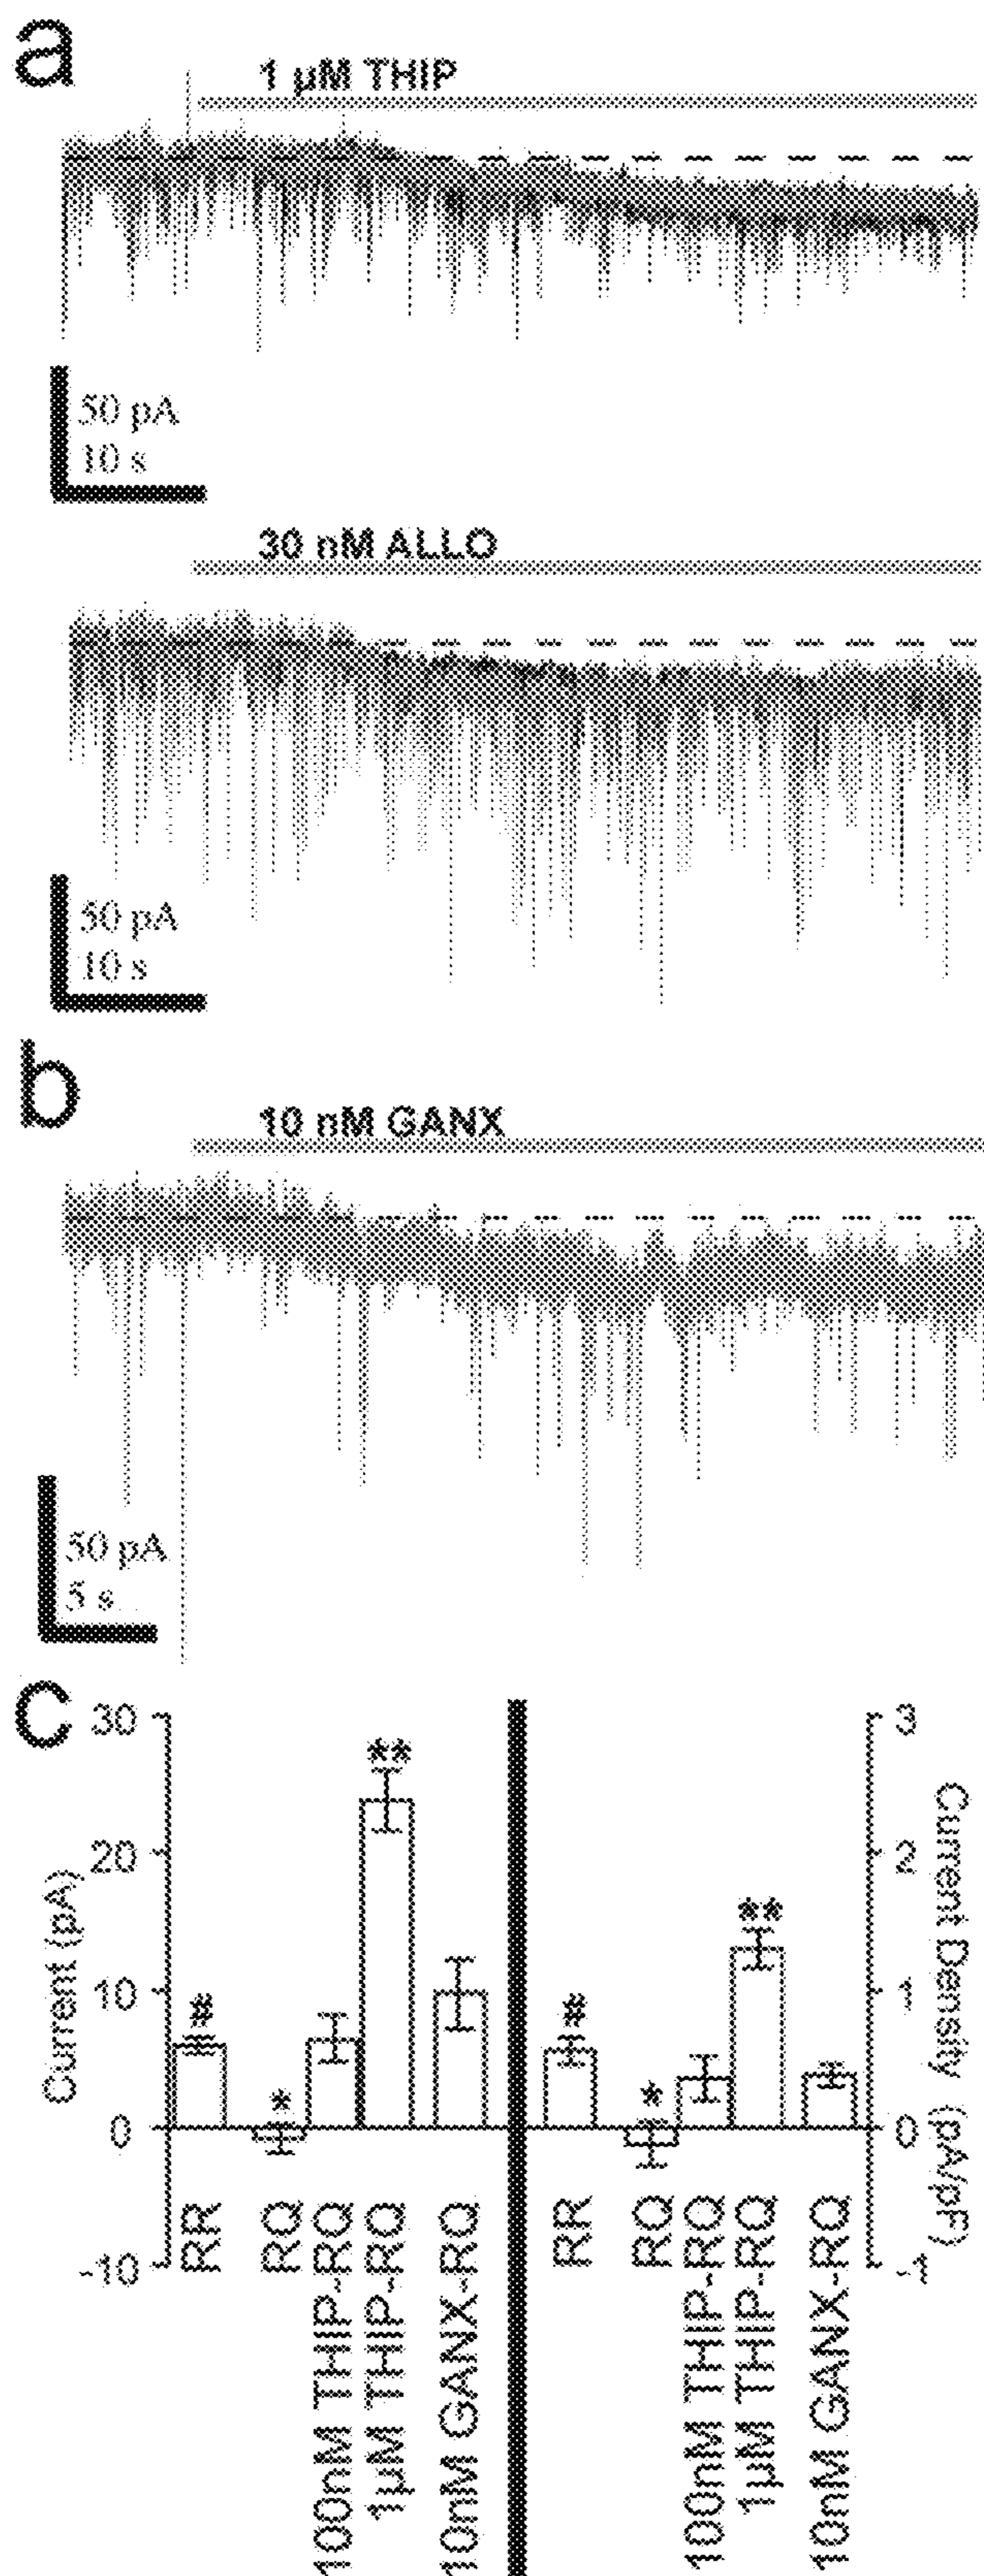 a
1 µM THIP
50 pA
10 s
30 nM ALLO
50 pA
10 s
b
10 nM GANX
50 pA
5 s
c
30
20
10
0
-10
Current (pA)
#
*
**
#
*
**
3
2
1
0
-1
Current Density (pA/pF)
RR
RQ
100nM THIP-RQ
1µM THIP-RQ
10nM GANX-RQ
RR
RQ
100nM THIP-RQ
1µM THIP-RQ
10nM GANX-RQ